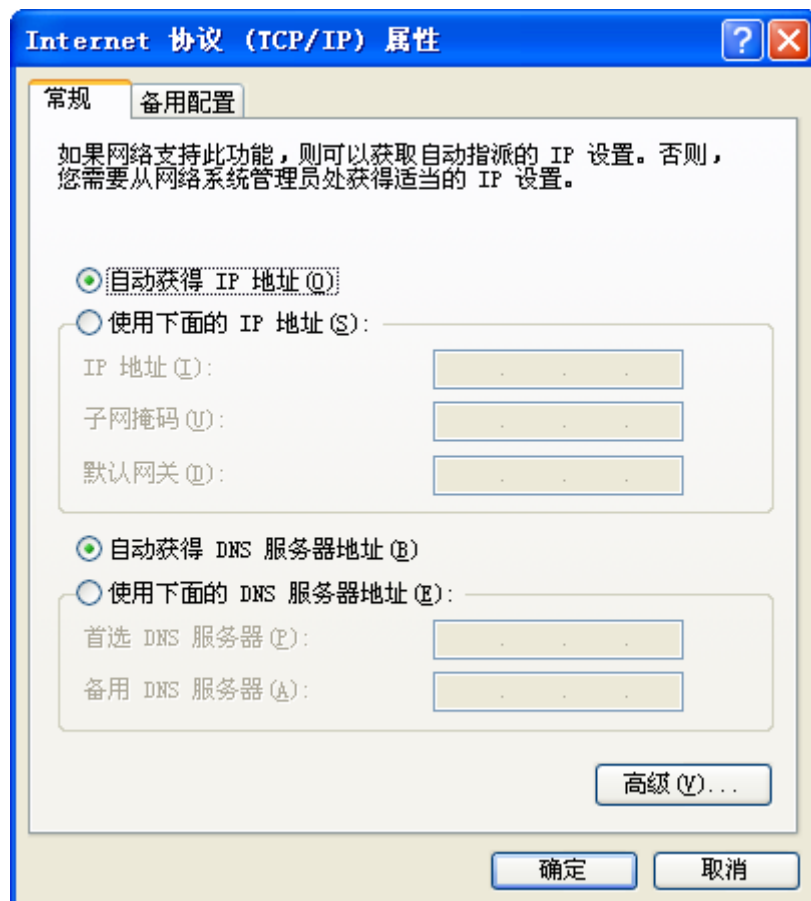 Internet 协议 (TCP/IP) 属性
常规 备用配置
如果网络支持此功能，则可以获取自动指派的 IP 设置。否则，
您需要从网络系统管理员处获得适当的 IP 设置。
自动获得 IP 地址(O)
使用下面的 IP 地址(S):
IP 地址(I):
子网掩码(U):
默认网关(D):
自动获得 DNS 服务器地址(B)
使用下面的 DNS 服务器地址(E):
首选 DNS 服务器(P):
备用 DNS 服务器(A):
高级(V)...
确定 取消